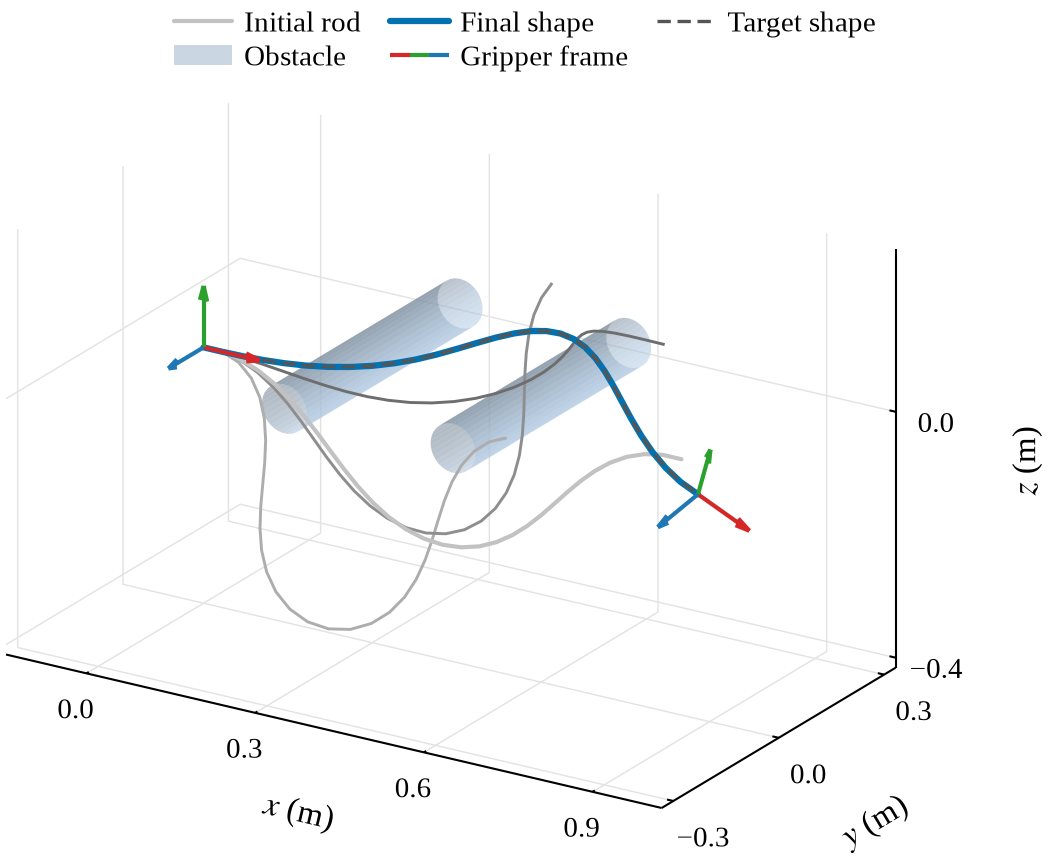 Initial rod Final shape Target shape
Obstacle Gripper frame
0.0
−0.4
z (m)
0.3
0.0
−0.3
y (m)
0.0
0.3
0.6
0.9
x (m)